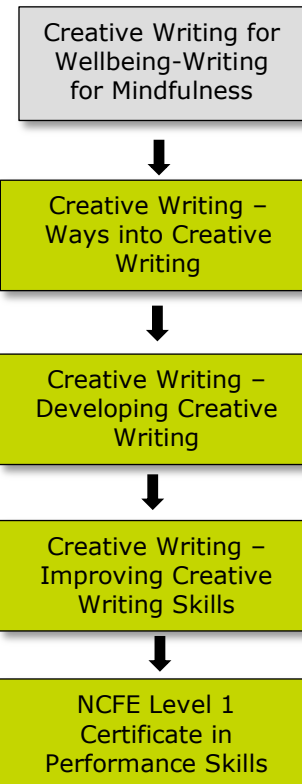 Creative Writing for
Wellbeing-Writing
for Mindfulness
Creative Writing –
Ways into Creative
Writing
Creative Writing –
Developing Creative
Writing
Creative Writing –
Improving Creative
Writing Skills
NCFE Level 1
Certificate in
Performance Skills